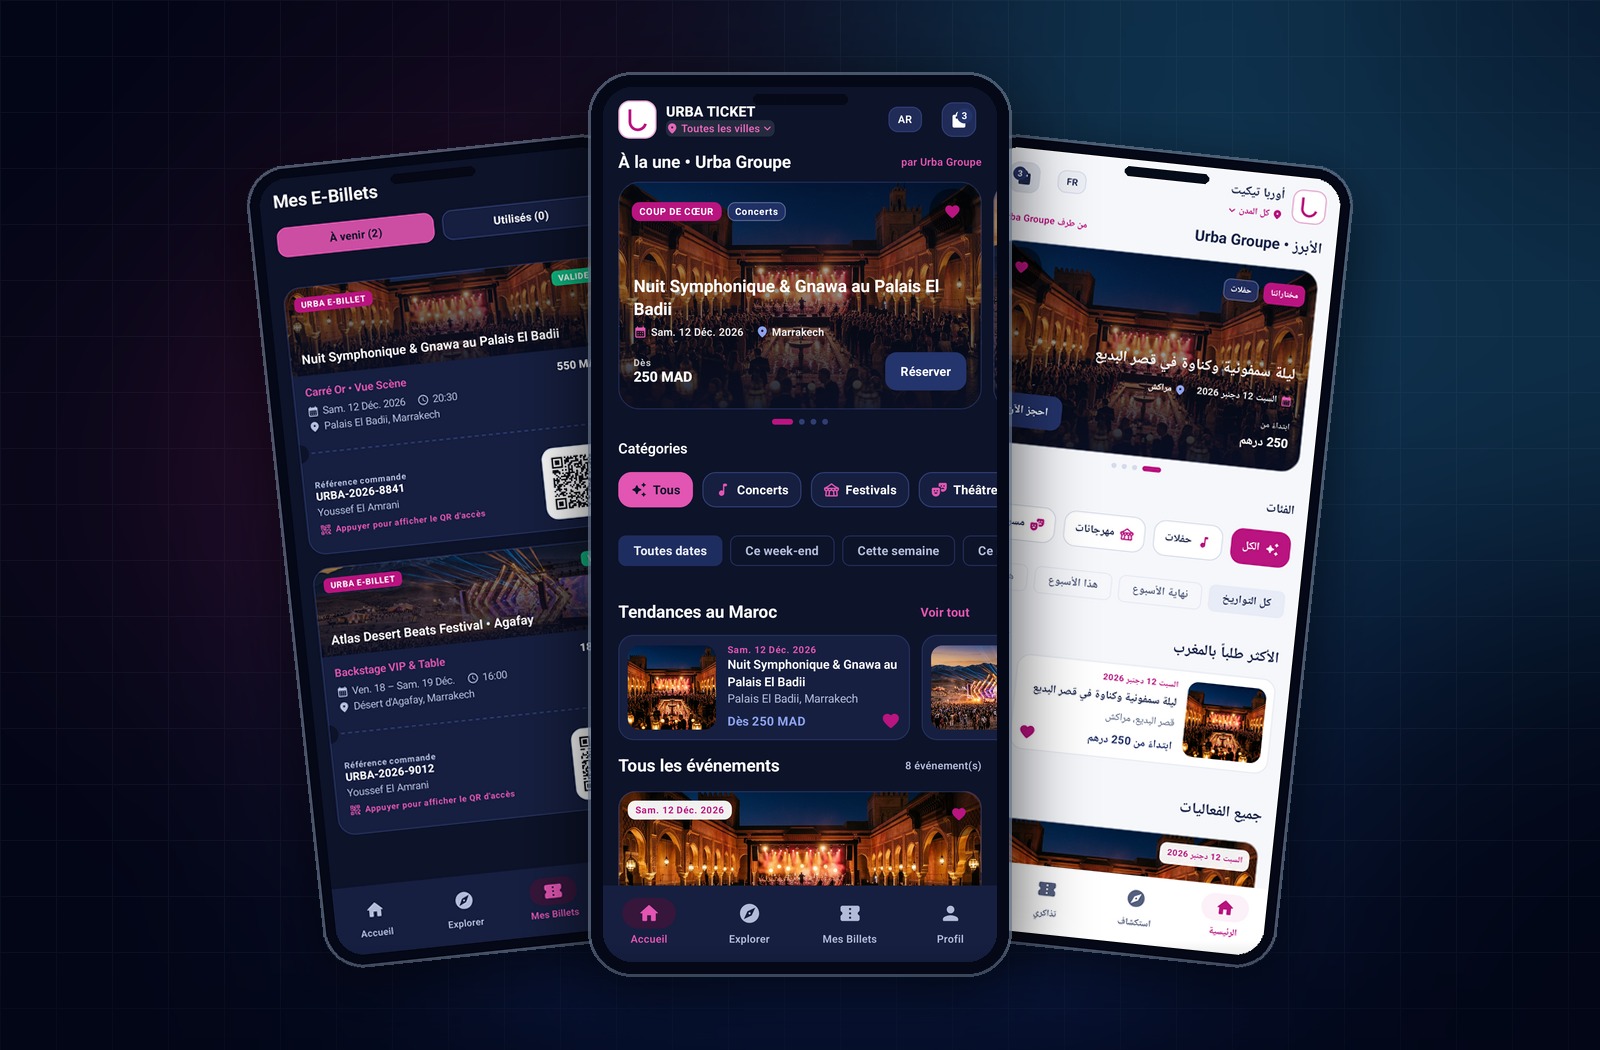 Mes E-Billets
À venir (2)
Utilisés (0)
URBA E-BILLET
VALIDE
Nuit Symphonique & Gnawa au Palais El Badii
Carré Or • Vue Scène
550
Sam. 12 Déc. 2026
20:30
Palais El Badii, Marrakech
Référence commande
URBA-2026-8841
Youssef El Amrani
Appuyer pour afficher le QR d'accès
URBA E-BILLET
Atlas Desert Beats Festival • Agafay
Backstage VIP & Table
Ven. 18 – Sam. 19 Déc.
16:00
Désert d'Agafay, Marrakech
Référence commande
URBA-2026-9012
Youssef El Amrani
Appuyer pour afficher le QR d'accès
Accueil
Explorer
Mes Billets
URBA TICKET
Toutes les villes
AR
3
À la une • Urba Groupe
par Urba Groupe
COUP DE CŒUR
Concerts
Nuit Symphonique & Gnawa au Palais El
Badii
Sam. 12 Déc. 2026
Marrakech
Dès
250 MAD
Réserver
Catégories
Tous
Concerts
Festivals
Théâtre
Toutes dates
Ce week-end
Cette semaine
Ce
Tendances au Maroc
Voir tout
Sam. 12 Déc. 2026
Nuit Symphonique & Gnawa au
Palais El Badii
Palais El Badii, Marrakech
Dès 250 MAD
Tous les événements
8 événement(s)
Sam. 12 Déc. 2026
Accueil
Explorer
Mes Billets
Profil
أوربا تيكيت
كل المدن
FR
3
الأبرز • Urba Groupe
من طرف Groupe
مختاراتنا
حفلات
ليلة سمفونية وكناوة في قصر البديع
السبت 12 دجنبر 2026
مراكش
ابتداء من
250 درهم
احجز
الفئات
الكل
حفلات
مهرجانات
كل التواريخ
نهاية الأسبوع
هذا الأسبوع
الأكثر طلباً بالمغرب
السبت 12 دجنبر 2026
ليلة سمفونية وكناوة في قصر البديع
قصر البديع, مراكش
ابتداءً من 250 درهم
جميع الفعاليات
السبت 12 دجنبر 2026
الرئيسية
استكشاف
تذاكري